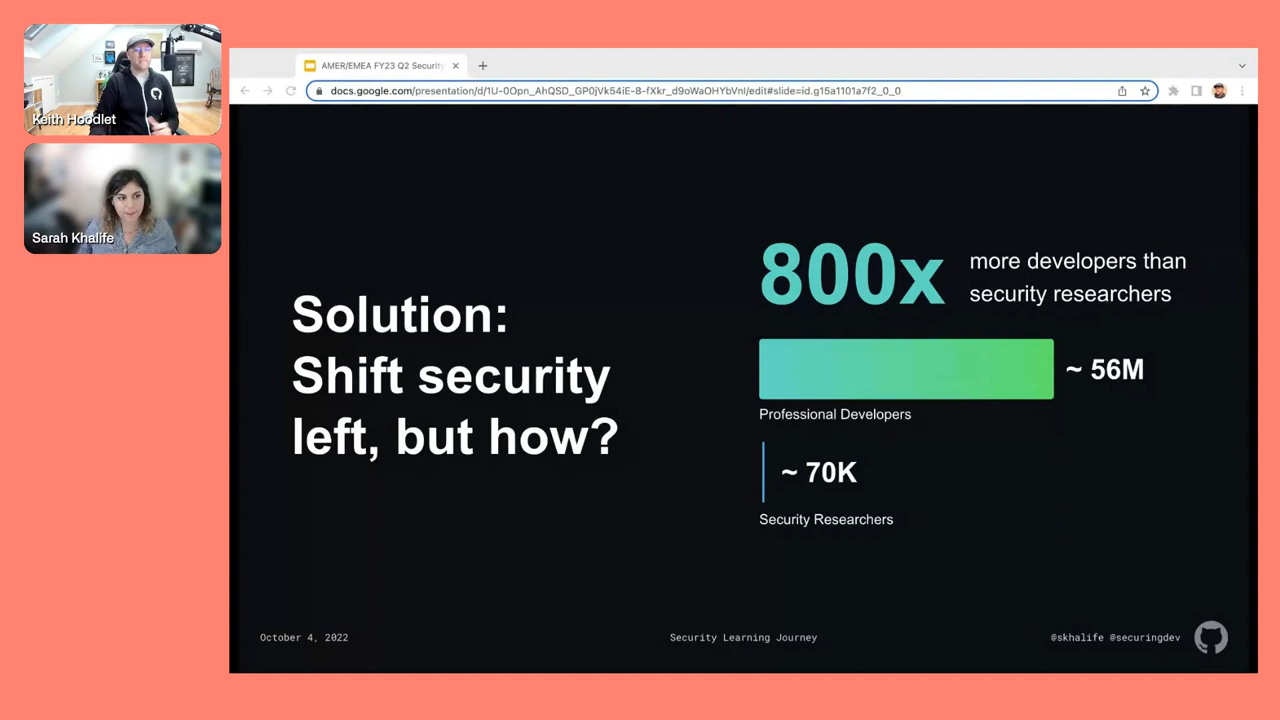 Keith Hoodlet
Sarah Khalife
AMER/EMEA FY23 Q2 Security
docs.google.com/presentation/d/1U-0Opn_AhQSD_GP0jVk54iE-8-fXkr_d9oWaOHYbVnI/edit#slide=id.g15a1101a7f2_0_0
Solution:
Shift security
left, but how?
800x
more developers than
security researchers
~ 56M
Professional Developers
~ 70K
Security Researchers
October 4, 2022
Security Learning Journey
@skhalife @securingdev